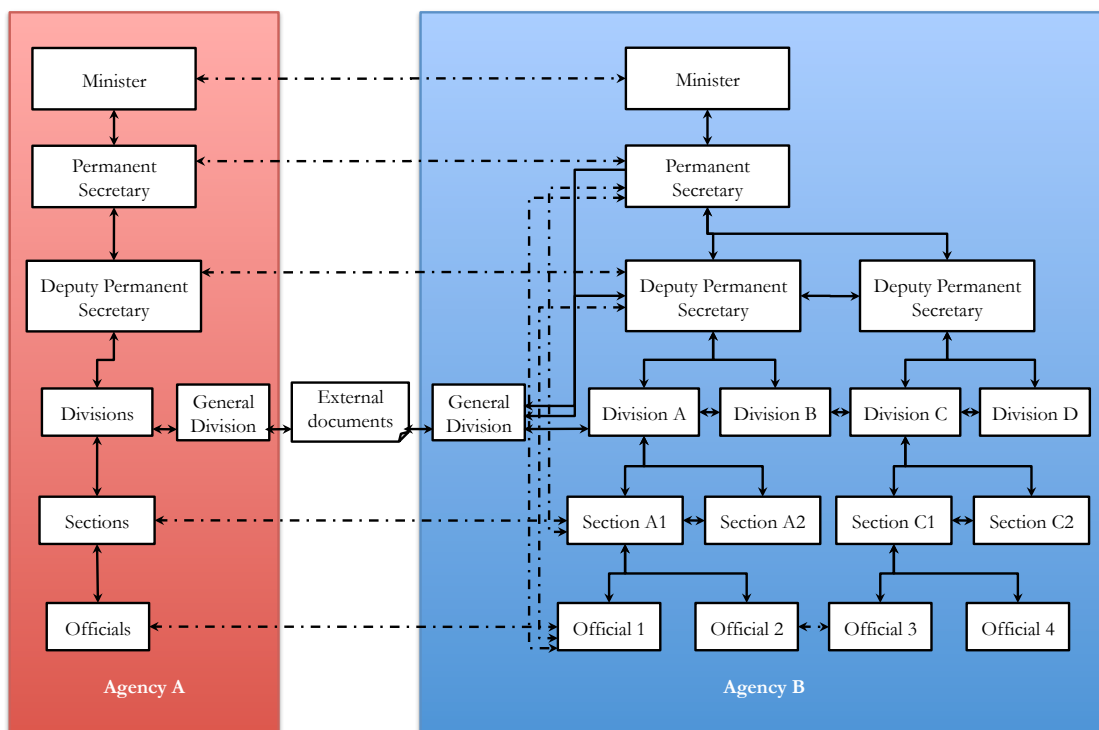 Minister
Permanent
Secretary
Deputy Permanent
Secretary
Divisions
General
Division
Sections
Officials
Agency A
External
documents
Minister
Permanent
Secretary
Deputy Permanent
Secretary
Deputy Permanent
Secretary
General
Division
Division A
Division B
Division C
Division D
Section A1
Section A2
Section C1
Section C2
Official 1
Official 2
Official 3
Official 4
Agency B